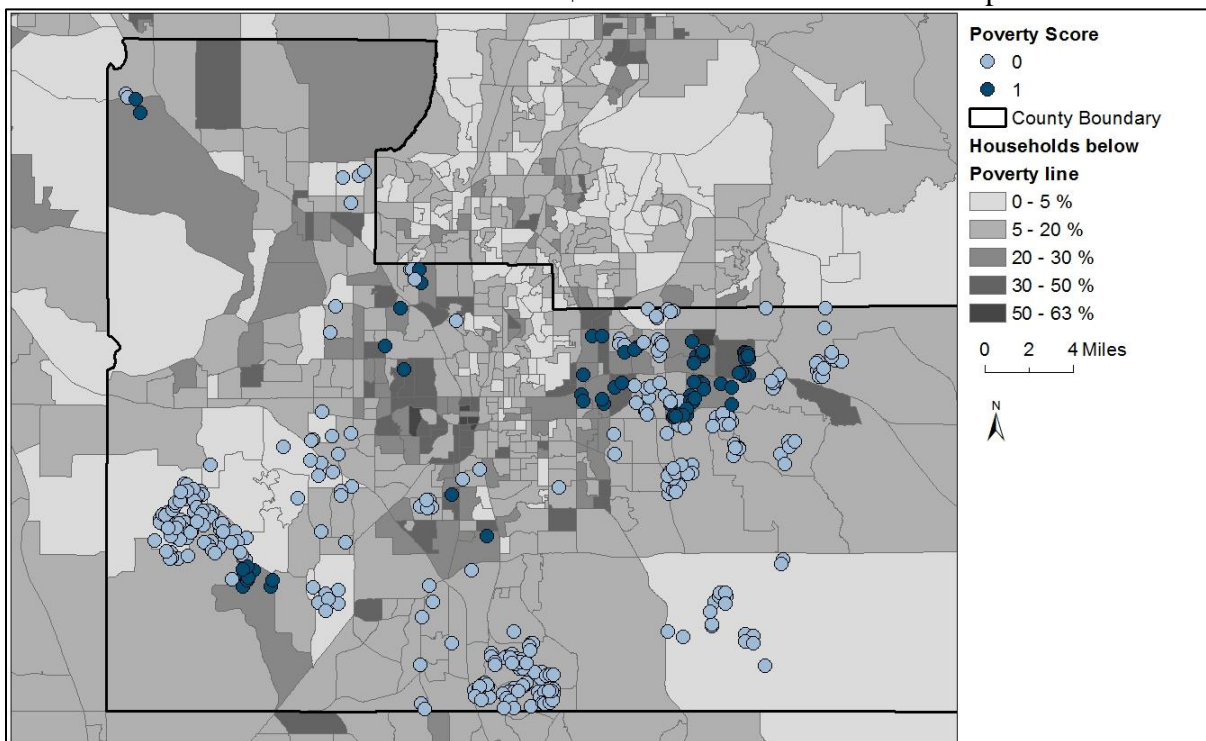 Poverty Score
0
1
County Boundary
Households below
Poverty line
0 - 5 %
5 - 20 %
20 - 30 %
30 - 50 %
50 - 63 %
0 2 4 Miles
N